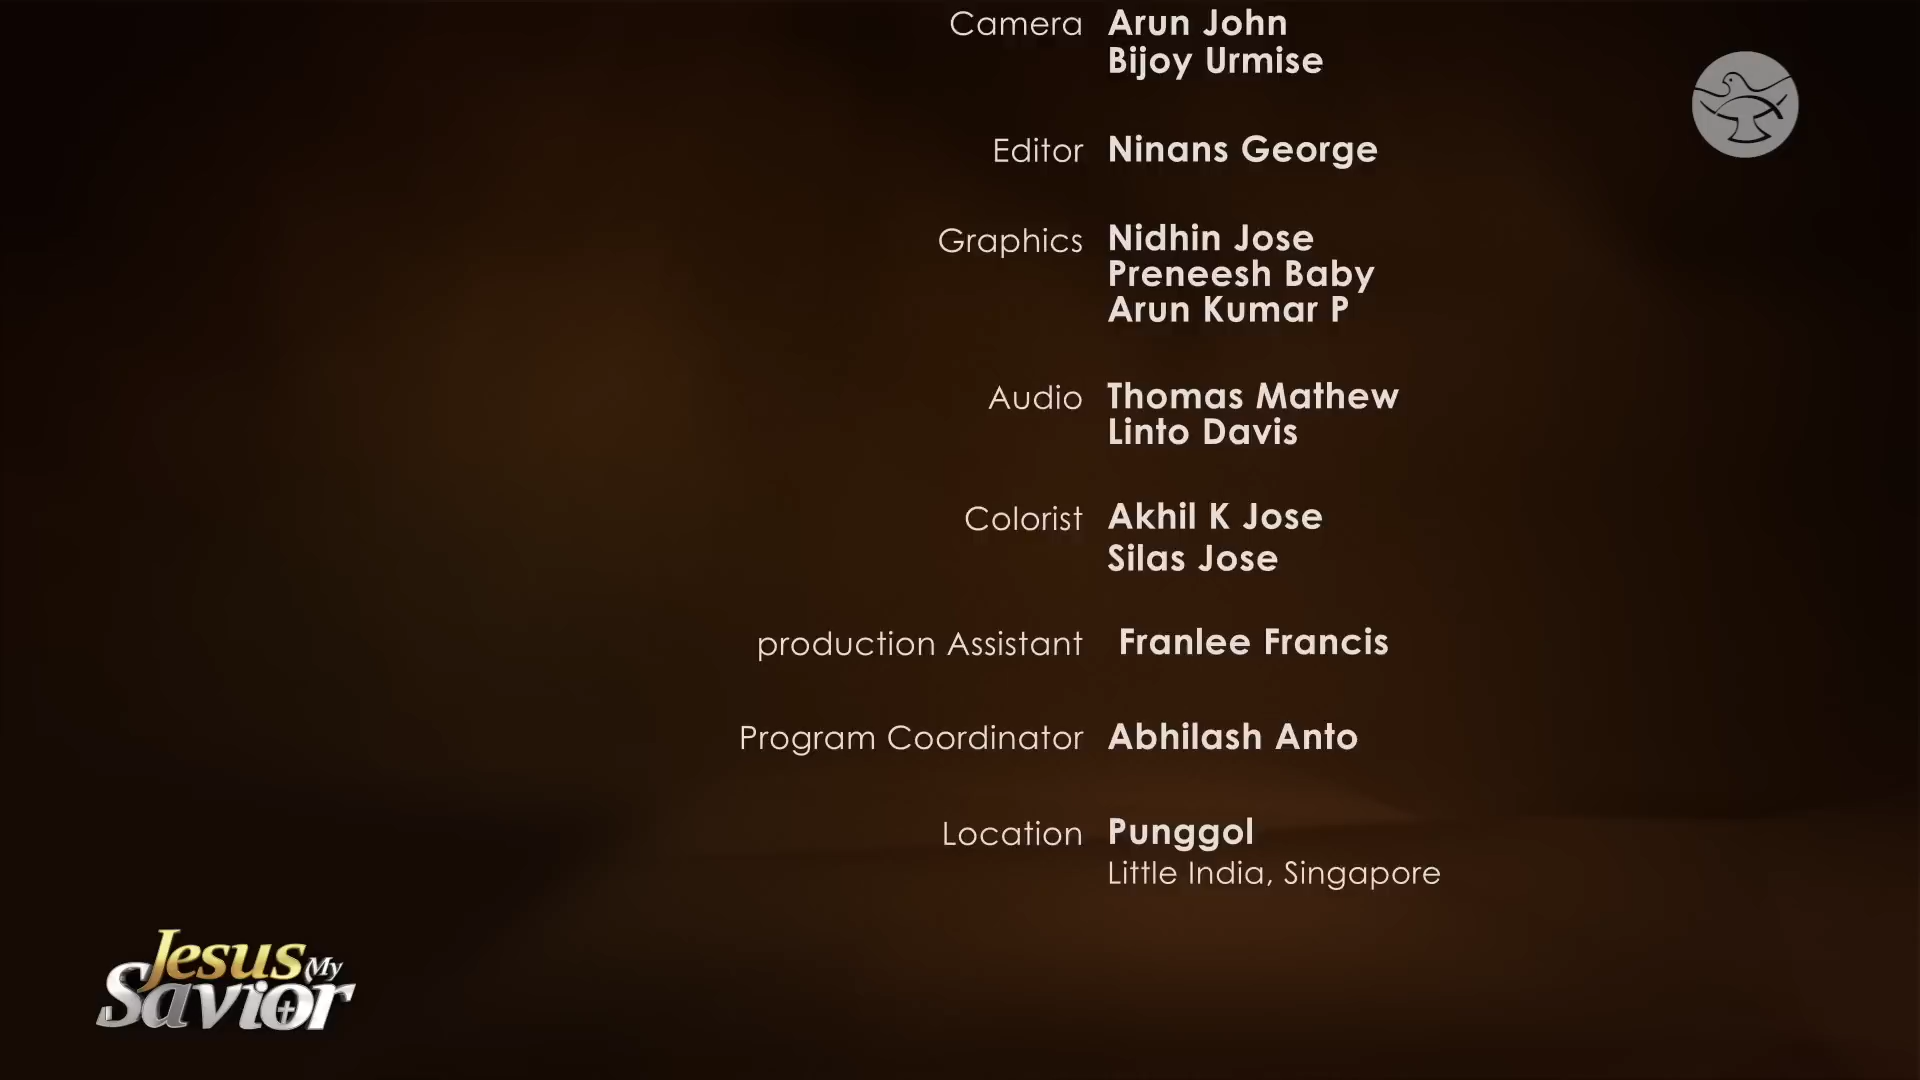 Camera Arun John
Bijoy Urmise
Editor Ninans George
Graphics Nidhin Jose
Preneesh Baby
Arun Kumar P
Audio Thomas Mathew
Linto Davis
Colorist Akhil K Jose
Silas Jose
production Assistant Franlee Francis
Program Coordinator Abhilash Anto
Location Punggol
Little India, Singapore
Jesus My
Savior